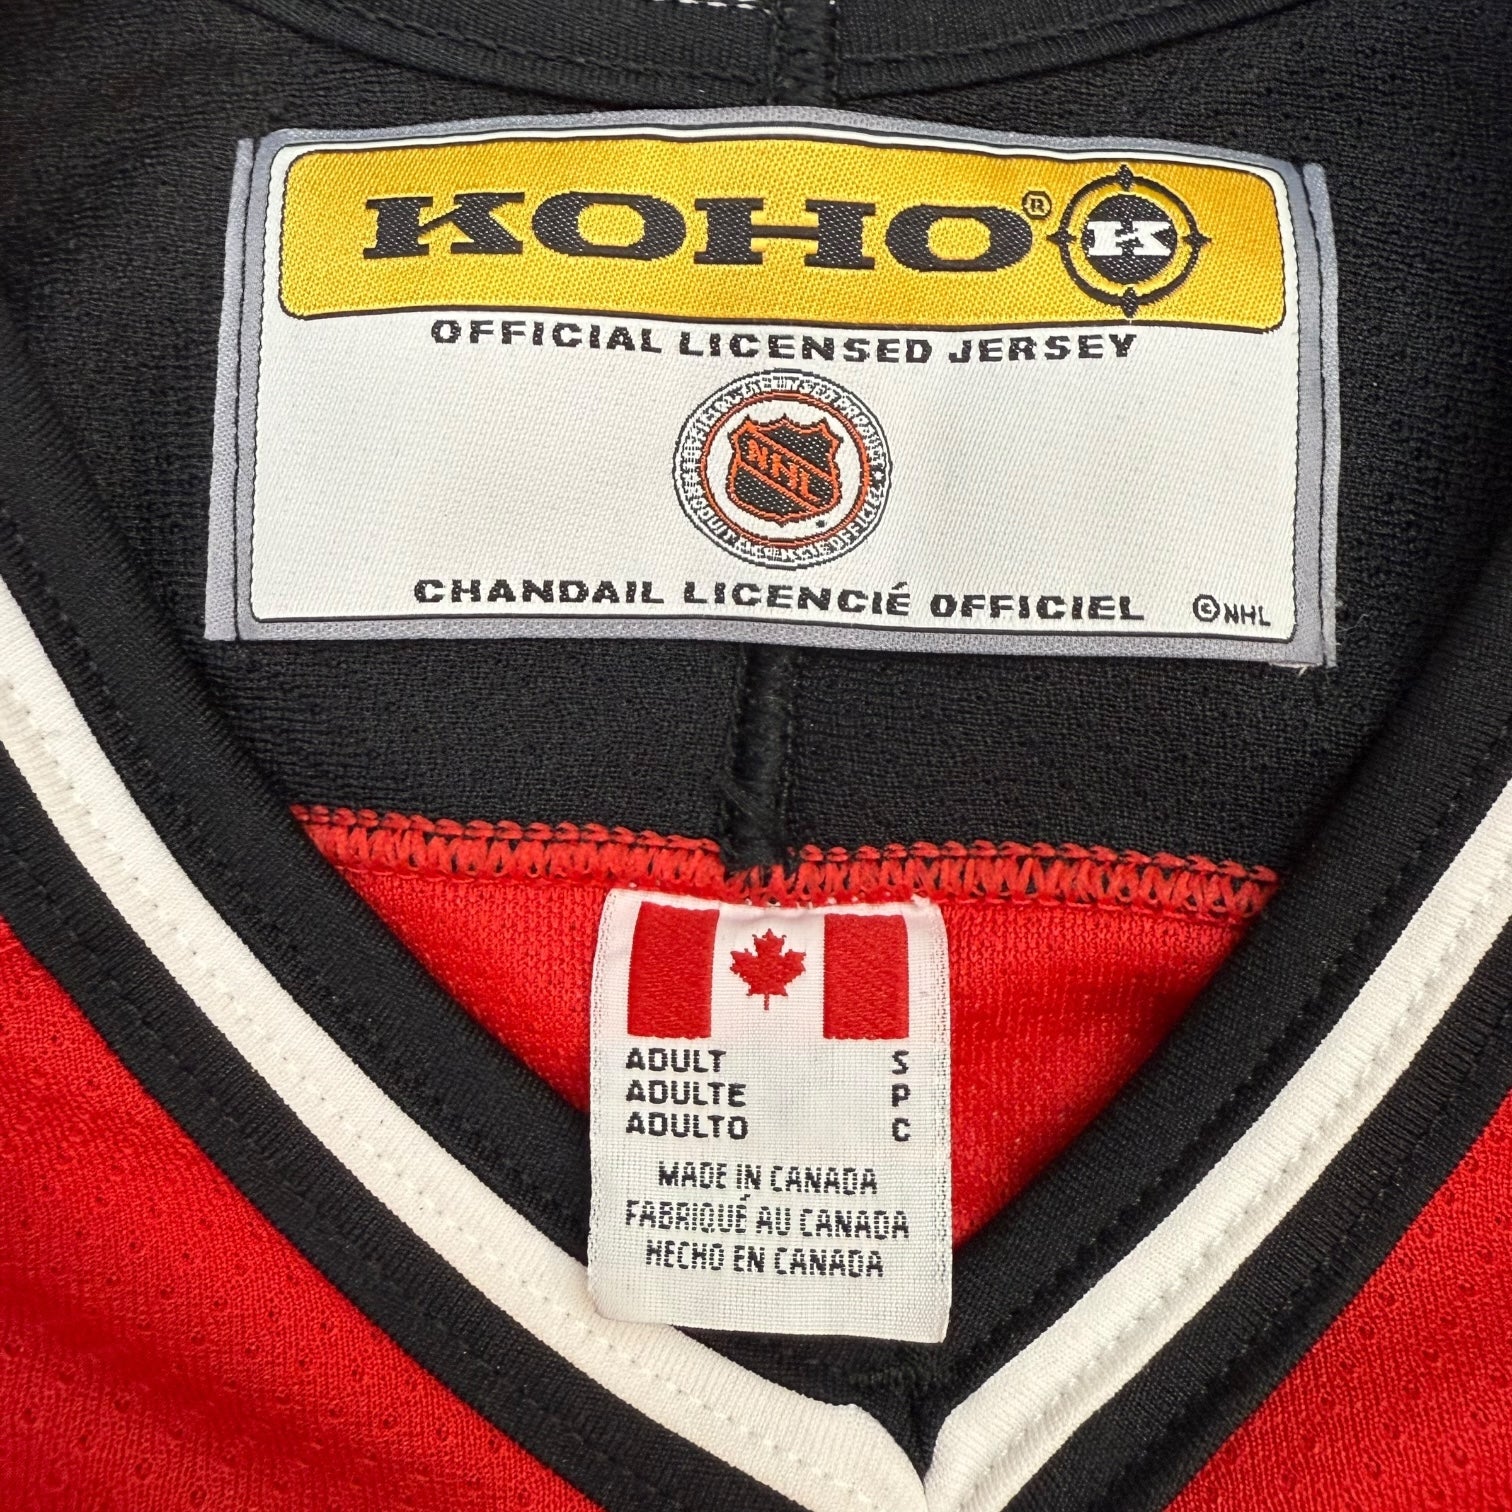 KOHO® K
OFFICIAL LICENSED JERSEY
NHL
CHANDAIL LICENCIÉ OFFICIEL ©NHL
ADULT S
ADULTE P
ADULTO C
MADE IN CANADA
FABRIQUÉ AU CANADA
HECHO EN CANADA